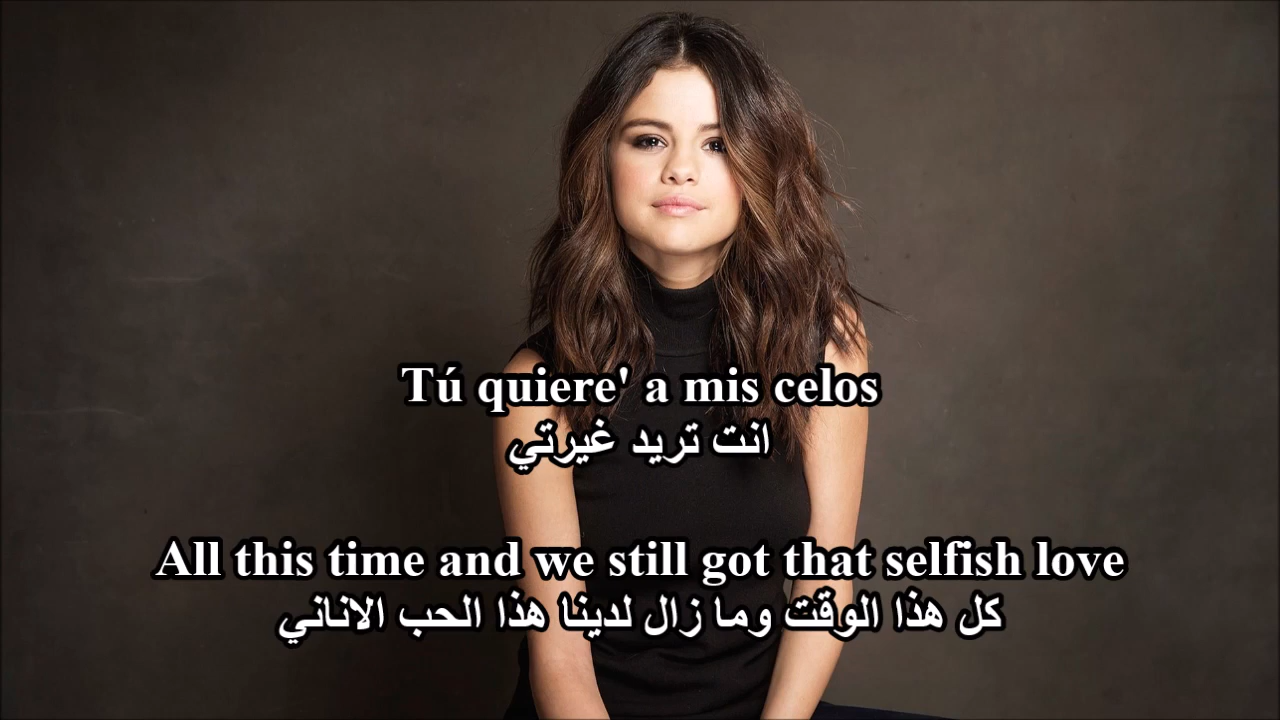 Tú quiere' a mis celos
انت تريد غيرتي
All this time and we still got that selfish love
كل هذا الوقت وما زال لدينا هذا الحب الاناني